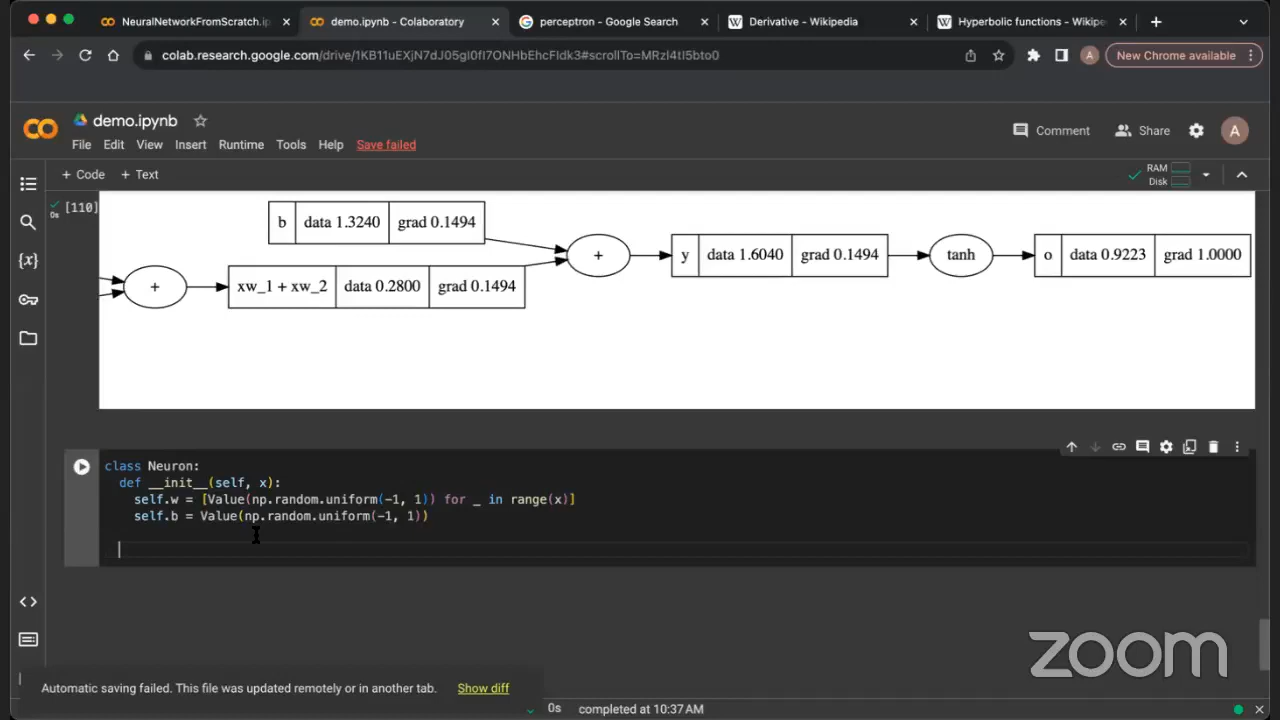 NeuralNetworkFromScratch.ip
demo.ipynb - Colaboratory
perceptron - Google Search
Derivative - Wikipedia
Hyperbolic functions - Wikipe
colab.research.google.com/drive/1KB11uEXjN7dJ05gI0fI7ONHbEhcFIdk3#scrollTo=MRzI4tI5bto0
A
New Chrome available
demo.ipynb
File Edit View Insert Runtime Tools Help Save failed
Comment
Share
A
+ Code + Text
RAM
Disk
[110]
0s
b data 1.3240 grad 0.1494
+
y data 1.6040 grad 0.1494
tanh
o data 0.9223 grad 1.0000
+
xw_1 + xw_2 data 0.2800 grad 0.1494
class Neuron:
def __init__(self, x):
self.w = [Value(np.random.uniform(-1, 1)) for _ in range(x)]
self.b = Value(np.random.uniform(-1, 1))
zoom
Automatic saving failed. This file was updated remotely or in another tab. Show diff
0s completed at 10:37 AM